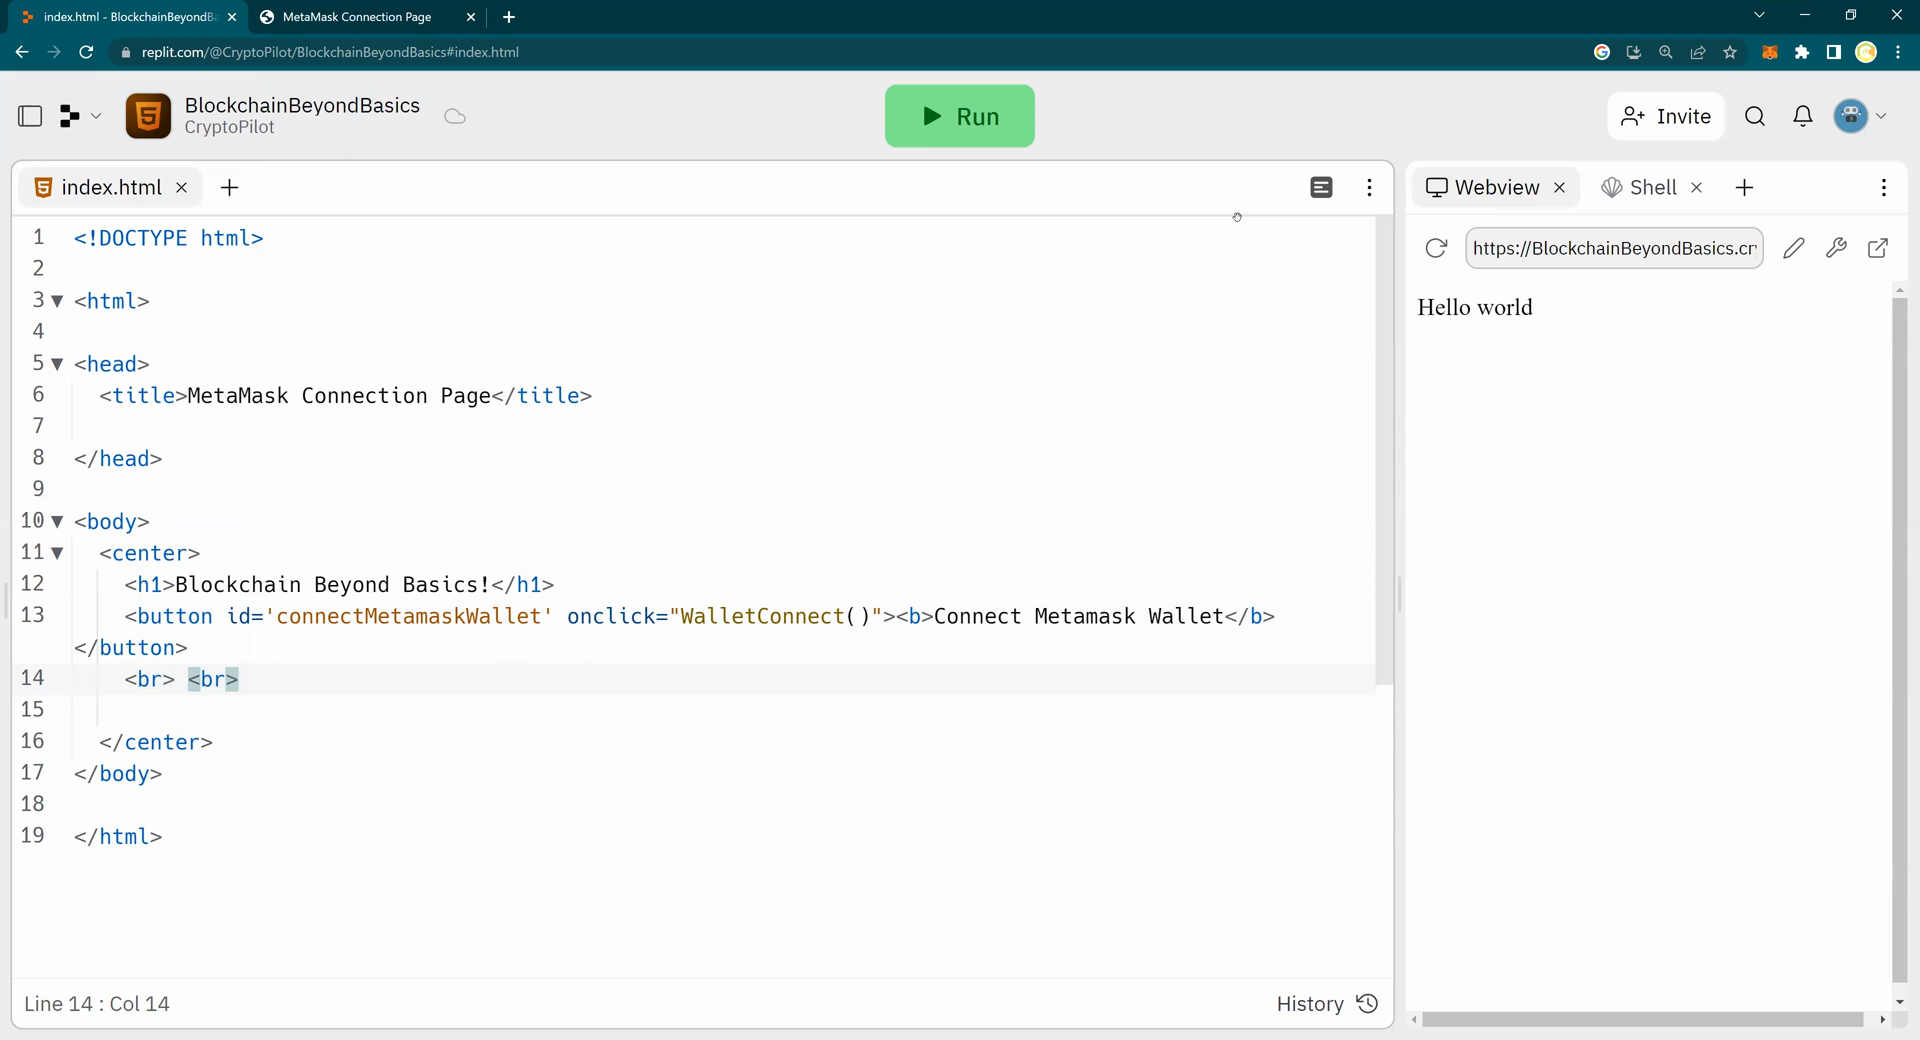 index.html - BlockchainBeyondBa
MetaMask Connection Page
replit.com/@CryptoPilot/BlockchainBeyondBasics#index.html
BlockchainBeyondBasics
CryptoPilot
Run
Invite
index.html
Webview
Shell
https://BlockchainBeyondBasics.cr
Hello world
1 <!DOCTYPE html>
2
3 <html>
4
5 <head>
6 <title>MetaMask Connection Page</title>
7
8 </head>
9
10 <body>
11 <center>
12 <h1>Blockchain Beyond Basics!</h1>
13 <button id='connectMetamaskWallet' onclick="WalletConnect()"><b>Connect Metamask Wallet</b>
</button>
14 <br> <br>
15
16 </center>
17 </body>
18
19 </html>
Line 14 : Col 14
History